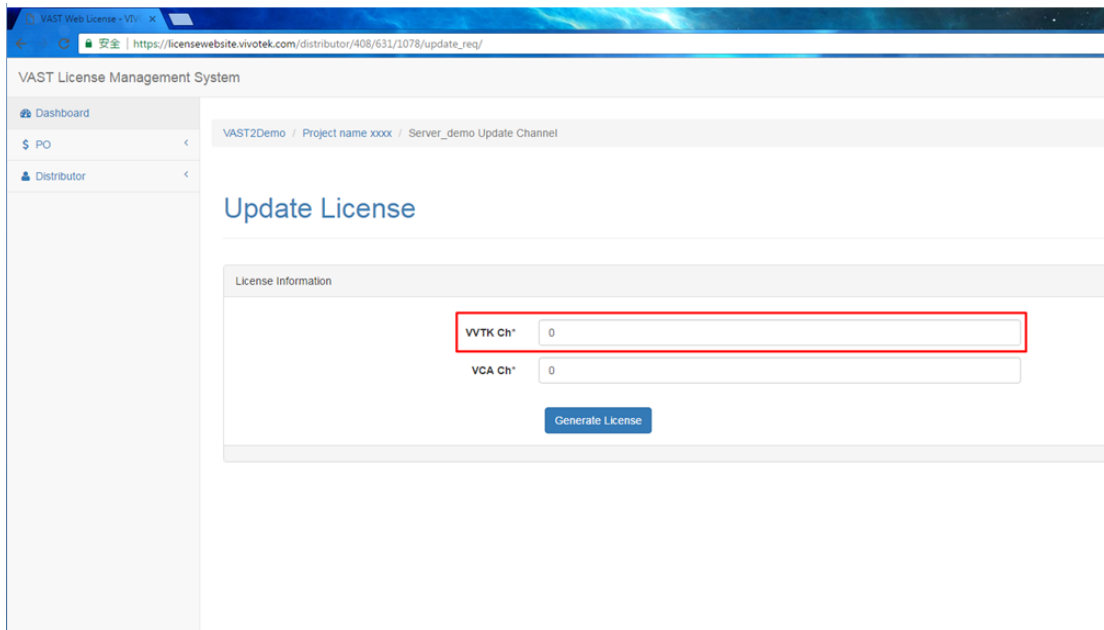 VAST Web License - VIV
安全 | https://licensewebsite.vivotek.com/distributor/408/631/1078/update_req/
VAST License Management System
Dashboard
$ PO
Distributor
VAST2Demo / Project name xxxx / Server_demo Update Channel
Update License
License Information
VVTK Ch* 0
VCA Ch* 0
Generate License